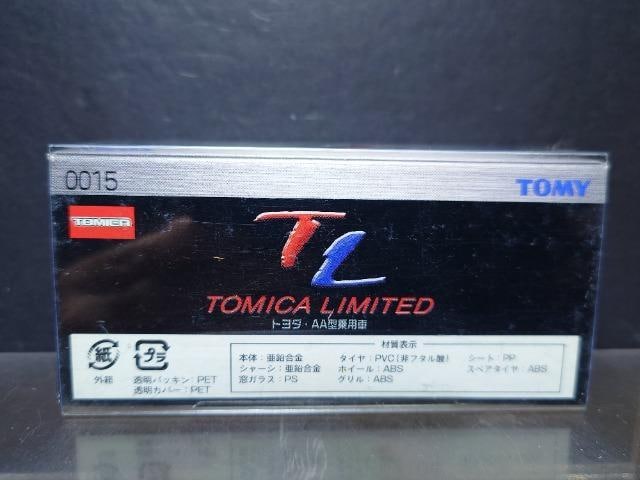 0015
TOMY
TOMICA
TL
TOMICA LIMITED
トヨダ・AA型乗用車
材質表示
紙
外箱
プラ
透明パッキン:PET
透明カバー:PET
本体:亜鉛合金 タイヤ:PVC(非フタル酸) シート:PP
シャーシ:亜鉛合金 ホイール:ABS スペアタイヤ:ABS
窓ガラス:PS グリル:ABS